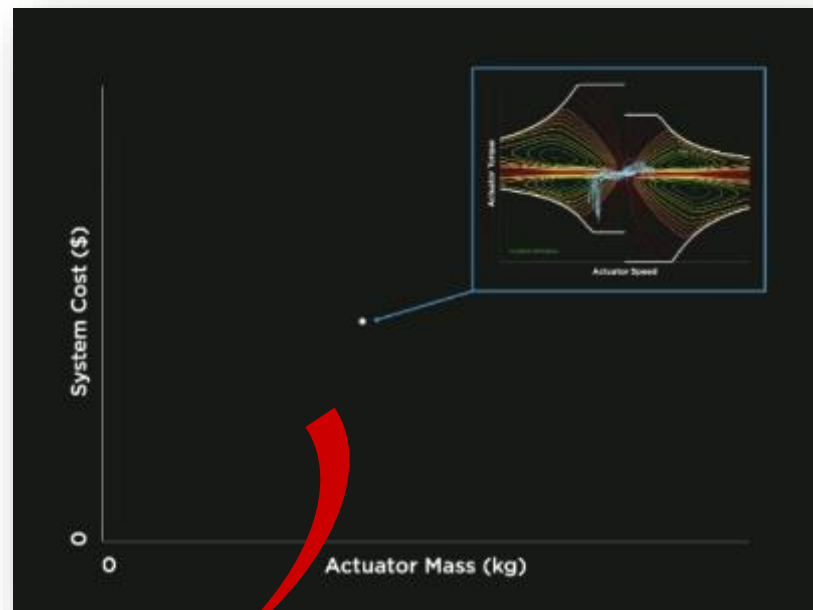 Actuator Torque
Actuator Speed
System Cost ($)
0
0
Actuator Mass (kg)